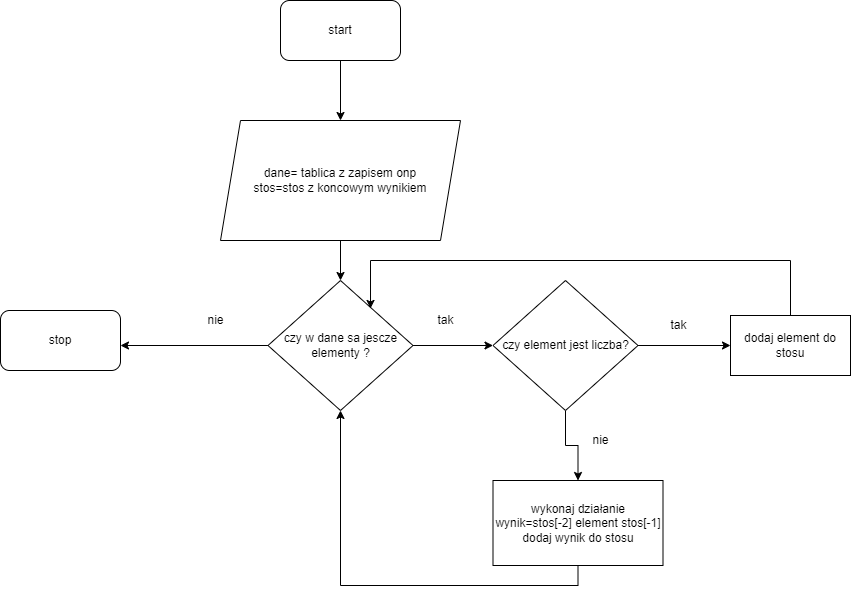 start
dane= tablica z zapisem onp
stos=stos z koncowym wynikiem
nie
stop
czy w dane sa jescze
elementy ?
tak
czy element jest liczba?
tak
dodaj element do
stosu
nie
wykonaj działanie
wynik=stos[-2] element stos[-1]
dodaj wynik do stosu